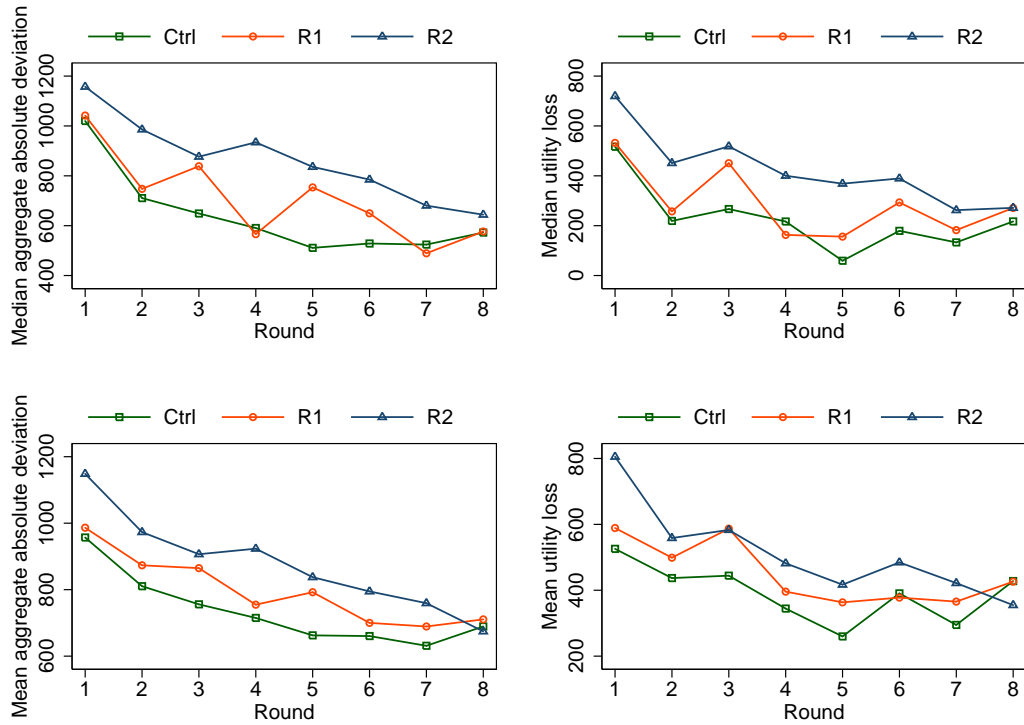 Ctrl R1 R2
Median aggregate absolute deviation
1200
1000
800
600
400
1 2 3 4 5 6 7 8
Round
Ctrl R1 R2
Median utility loss
800
600
400
200
0
1 2 3 4 5 6 7 8
Round
Ctrl R1 R2
Mean aggregate absolute deviation
1200
1000
800
600
1 2 3 4 5 6 7 8
Round
Ctrl R1 R2
Mean utility loss
800
600
400
200
1 2 3 4 5 6 7 8
Round